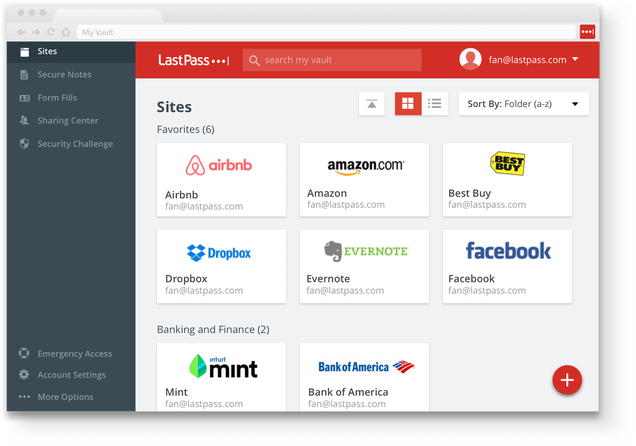 My Vault
Sites
Secure Notes
Form Fills
Sharing Center
Security Challenge
Emergency Access
Account Settings
More Options
LastPass•••|
search my vault
fan@lastpass.com
Sites
Sort By: Folder (a-z)
Favorites (6)
airbnb
Airbnb
fan@lastpass.com
amazon.com
Amazon
fan@lastpass.com
BEST
BUY
Best Buy
fan@lastpass.com
Dropbox
Dropbox
fan@lastpass.com
EVERNOTE
Evernote
fan@lastpass.com
facebook
Facebook
fan@lastpass.com
Banking and Finance (2)
intuit
mint
Mint
fan@lastpass.com
Bank of America
Bank of America
fan@lastpass.com